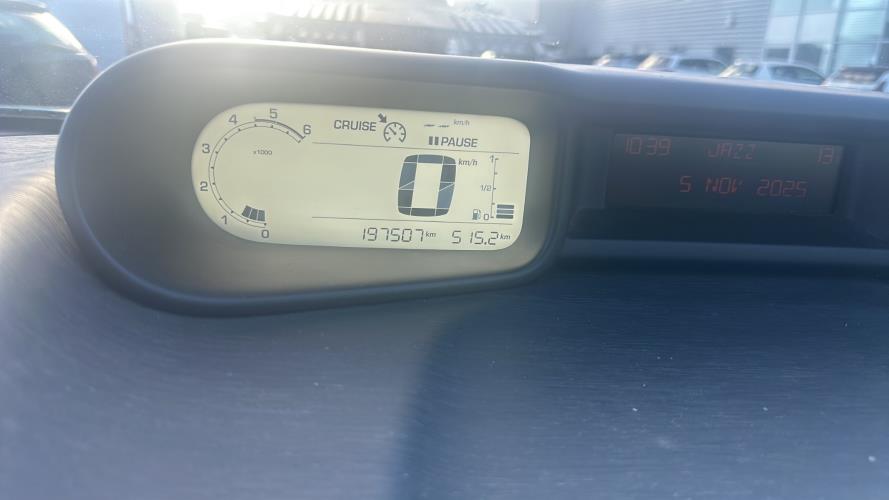 CRUISE -- -- km/h
PAUSE
6
5
4
3
2
1
0
x1000
0 km/h
1
1/2
0
197507 km 515.2 km
10:39 JAZZ 13
5 NOV 2025